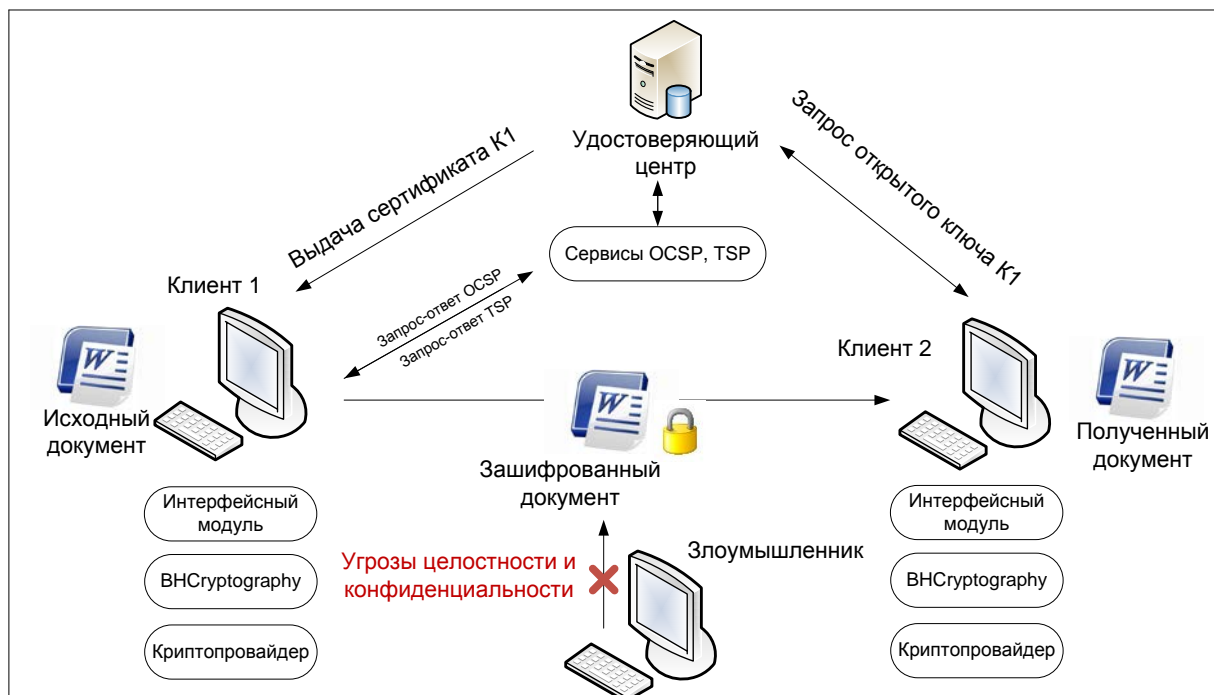 Удостоверяющий
центр
Выдача сертификата К1
Запрос открытого ключа К1
Сервисы OCSP, TSP
Клиент 1
Запрос-ответ OCSP
Запрос-ответ TSP
Клиент 2
Исходный
документ
Зашифрованный
документ
Полученный
документ
Интерфейсный
модуль
BHCryptography
Криптопровайдер
Угрозы целостности и
конфиденциальности
Злоумышленник
Интерфейсный
модуль
BHCryptography
Криптопровайдер